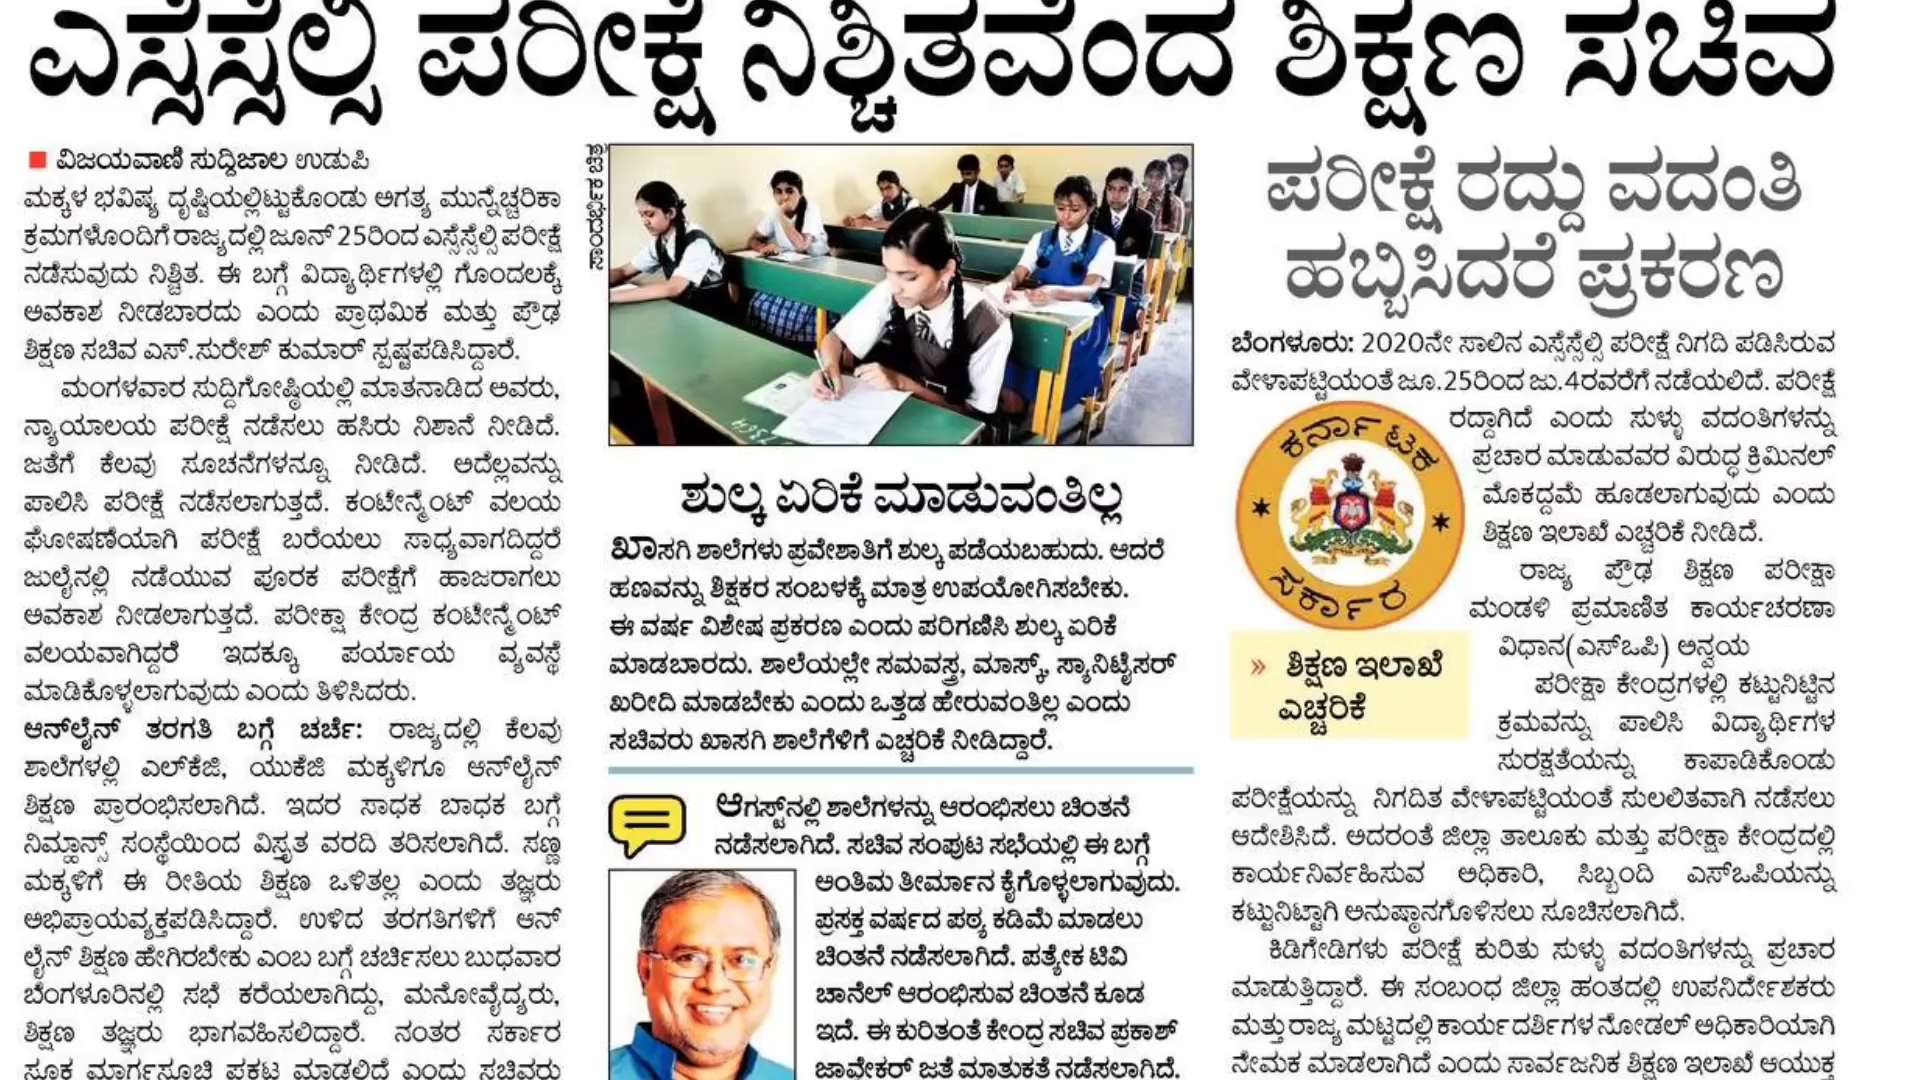 ಎಸ್ಸೆಸ್ಸೆಲ್ಸಿ ಪರೀಕ್ಷೆ ನಿಶ್ಚಿತವೆಂದ ಶಿಕ್ಷಣ ಸಚಿವ
■ ವಿಜಯವಾಣಿ ಸುದ್ದಿಜಾಲ ಉಡುಪಿ
ಮಕ್ಕಳ ಭವಿಷ್ಯ ದೃಷ್ಟಿಯಲ್ಲಿಟ್ಟುಕೊಂಡು ಅಗತ್ಯ ಮುನ್ನೆಚ್ಚರಿಕಾ
ಕ್ರಮಗಳೊಂದಿಗೆ ರಾಜ್ಯದಲ್ಲಿ ಜೂನ್ 25ರಿಂದ ಎಸ್ಸೆಸ್ಸೆಲ್ಸಿ ಪರೀಕ್ಷೆ
ನಡೆಸುವುದು ನಿಶ್ಚಿತ. ಈ ಬಗ್ಗೆ ವಿದ್ಯಾರ್ಥಿಗಳಲ್ಲಿ ಗೊಂದಲಕ್ಕೆ
ಅವಕಾಶ ನೀಡಬಾರದು ಎಂದು ಪ್ರಾಥಮಿಕ ಮತ್ತು ಪ್ರೌಢ
ಶಿಕ್ಷಣ ಸಚಿವ ಎಸ್.ಸುರೇಶ್ ಕುಮಾರ್ ಸ್ಪಷ್ಟಪಡಿಸಿದ್ದಾರೆ.
ಮಂಗಳವಾರ ಸುದ್ದಿಗೋಷ್ಠಿಯಲ್ಲಿ ಮಾತನಾಡಿದ ಅವರು,
ನ್ಯಾಯಾಲಯ ಪರೀಕ್ಷೆ ನಡೆಸಲು ಹಸಿರು ನಿಶಾನೆ ನೀಡಿದೆ.
ಜತೆಗೆ ಕೆಲವು ಸೂಚನೆಗಳನ್ನೂ ನೀಡಿದೆ. ಅದೆಲ್ಲವನ್ನು
ಪಾಲಿಸಿ ಪರೀಕ್ಷೆ ನಡೆಸಲಾಗುತ್ತದೆ. ಕಂಟೇನ್ಮೆಂಟ್ ವಲಯ
ಘೋಷಣೆಯಾಗಿ ಪರೀಕ್ಷೆ ಬರೆಯಲು ಸಾಧ್ಯವಾಗದಿದ್ದರೆ
ಜುಲೈನಲ್ಲಿ ನಡೆಯುವ ಪೂರಕ ಪರೀಕ್ಷೆಗೆ ಹಾಜರಾಗಲು
ಅವಕಾಶ ನೀಡಲಾಗುತ್ತದೆ. ಪರೀಕ್ಷಾ ಕೇಂದ್ರ ಕಂಟೇನ್ಮೆಂಟ್
ವಲಯವಾಗಿದ್ದರೆ ಇದಕ್ಕೂ ಪರ್ಯಾಯ ವ್ಯವಸ್ಥೆ
ಮಾಡಿಕೊಳ್ಳಲಾಗುವುದು ಎಂದು ತಿಳಿಸಿದರು.
ಆನ್‌ಲೈನ್ ತರಗತಿ ಬಗ್ಗೆ ಚರ್ಚೆ: ರಾಜ್ಯದಲ್ಲಿ ಕೆಲವು
ಶಾಲೆಗಳಲ್ಲಿ ಎಲ್‌ಕೆಜಿ, ಯುಕೆಜಿ ಮಕ್ಕಳಿಗೂ ಆನ್‌ಲೈನ್
ಶಿಕ್ಷಣ ಪ್ರಾರಂಭಿಸಲಾಗಿದೆ. ಇದರ ಸಾಧಕ ಬಾಧಕ ಬಗ್ಗೆ
ನಿಮ್ಹಾನ್ಸ್ ಸಂಸ್ಥೆಯಿಂದ ವಿಸ್ತೃತ ವರದಿ ತರಿಸಲಾಗಿದೆ. ಸಣ್ಣ
ಮಕ್ಕಳಿಗೆ ಈ ರೀತಿಯ ಶಿಕ್ಷಣ ಒಳಿತಲ್ಲ ಎಂದು ತಜ್ಞರು
ಅಭಿಪ್ರಾಯವ್ಯಕ್ತಪಡಿಸಿದ್ದಾರೆ. ಉಳಿದ ತರಗತಿಗಳಿಗೆ ಆನ್
ಲೈನ್ ಶಿಕ್ಷಣ ಹೇಗಿರಬೇಕು ಎಂಬ ಬಗ್ಗೆ ಚರ್ಚಿಸಲು ಬುಧವಾರ
ಬೆಂಗಳೂರಿನಲ್ಲಿ ಸಭೆ ಕರೆಯಲಾಗಿದ್ದು, ಮನೋವೈದ್ಯರು,
ಶಿಕ್ಷಣ ತಜ್ಞರು ಭಾಗವಹಿಸಲಿದ್ದಾರೆ. ನಂತರ ಸರ್ಕಾರ
ಸೂಕ್ತ ಮಾರ್ಗಸೂಚಿ ಪ್ರಕಟ ಮಾಡಲಿದೆ ಎಂದು ಸಚಿವರು
ಸಾಂದರ್ಭಿಕ ಚಿತ್ರ
ಶುಲ್ಕ ಏರಿಕೆ ಮಾಡುವಂತಿಲ್ಲ
ಖಾಸಗಿ ಶಾಲೆಗಳು ಪ್ರವೇಶಾತಿಗೆ ಶುಲ್ಕ ಪಡೆಯಬಹುದು. ಆದರೆ
ಹಣವನ್ನು ಶಿಕ್ಷಕರ ಸಂಬಳಕ್ಕೆ ಮಾತ್ರ ಉಪಯೋಗಿಸಬೇಕು.
ಈ ವರ್ಷ ವಿಶೇಷ ಪ್ರಕರಣ ಎಂದು ಪರಿಗಣಿಸಿ ಶುಲ್ಕ ಏರಿಕೆ
ಮಾಡಬಾರದು. ಶಾಲೆಯಲ್ಲೇ ಸಮವಸ್ತ್ರ, ಮಾಸ್ಕ್, ಸ್ಯಾನಿಟೈಸರ್
ಖರೀದಿ ಮಾಡಬೇಕು ಎಂದು ಒತ್ತಡ ಹೇರುವಂತಿಲ್ಲ ಎಂದು
ಸಚಿವರು ಖಾಸಗಿ ಶಾಲೆಗೆಳಿಗೆ ಎಚ್ಚರಿಕೆ ನೀಡಿದ್ದಾರೆ.
ಆಗಸ್ಟ್‌ನಲ್ಲಿ ಶಾಲೆಗಳನ್ನು ಆರಂಭಿಸಲು ಚಿಂತನೆ
ನಡೆಸಲಾಗಿದೆ. ಸಚಿವ ಸಂಪುಟ ಸಭೆಯಲ್ಲಿ ಈ ಬಗ್ಗೆ
ಅಂತಿಮ ತೀರ್ಮಾನ ಕೈಗೊಳ್ಳಲಾಗುವುದು.
ಪ್ರಸಕ್ತ ವರ್ಷದ ಪಠ್ಯ ಕಡಿಮೆ ಮಾಡಲು
ಚಿಂತನೆ ನಡೆಸಲಾಗಿದೆ. ಪತ್ಯೇಕ ಟಿವಿ
ಚಾನೆಲ್ ಆರಂಭಿಸುವ ಚಿಂತನೆ ಕೂಡ
ಇದೆ. ಈ ಕುರಿತಂತೆ ಕೇಂದ್ರ ಸಚಿವ ಪ್ರಕಾಶ್
ಜಾವೇಕರ್ ಜತೆ ಮಾತುಕತೆ ನಡೆಸಲಾಗಿದೆ.
ಪರೀಕ್ಷೆ ರದ್ದು ವದಂತಿ
ಹಬ್ಬಿಸಿದರೆ ಪ್ರಕರಣ
ಬೆಂಗಳೂರು: 2020ನೇ ಸಾಲಿನ ಎಸ್ಸೆಸ್ಸೆಲ್ಸಿ ಪರೀಕ್ಷೆ ನಿಗದಿ ಪಡಿಸಿರುವ
ವೇಳಾಪಟ್ಟಿಯಂತೆ ಜೂ.25ರಿಂದ ಜು.4ರವರೆಗೆ ನಡೆಯಲಿದೆ. ಪರೀಕ್ಷೆ
ರದ್ದಾಗಿದೆ ಎಂದು ಸುಳ್ಳು ವದಂತಿಗಳನ್ನು
ಪ್ರಚಾರ ಮಾಡುವವರ ವಿರುದ್ಧ ಕ್ರಿಮಿನಲ್
ಮೊಕದ್ದಮೆ ಹೂಡಲಾಗುವುದು ಎಂದು
ಶಿಕ್ಷಣ ಇಲಾಖೆ ಎಚ್ಚರಿಕೆ ನೀಡಿದೆ.
ರಾಜ್ಯ ಪ್ರೌಢ ಶಿಕ್ಷಣ ಪರೀಕ್ಷಾ
ಮಂಡಳಿ ಪ್ರಮಾಣಿತ ಕಾರ್ಯಚರಣಾ
ವಿಧಾನ(ಎಸ್‌ಒಪಿ) ಅನ್ವಯ
ಪರೀಕ್ಷಾ ಕೇಂದ್ರಗಳಲ್ಲಿ ಕಟ್ಟುನಿಟ್ಟಿನ
ಕ್ರಮವನ್ನು ಪಾಲಿಸಿ ವಿದ್ಯಾರ್ಥಿಗಳ
ಸುರಕ್ಷತೆಯನ್ನು ಕಾಪಾಡಿಕೊಂಡು
ಪರೀಕ್ಷೆಯನ್ನು ನಿಗದಿತ ವೇಳಾಪಟ್ಟಿಯಂತೆ ಸುಲಲಿತವಾಗಿ ನಡೆಸಲು
ಆದೇಶಿಸಿದೆ. ಅದರಂತೆ ಜಿಲ್ಲಾ ತಾಲೂಕು ಮತ್ತು ಪರೀಕ್ಷಾ ಕೇಂದ್ರದಲ್ಲಿ
ಕಾರ್ಯನಿರ್ವಹಿಸುವ ಅಧಿಕಾರಿ, ಸಿಬ್ಬಂದಿ ಎಸ್‌ಒಪಿಯನ್ನು
ಕಟ್ಟುನಿಟ್ಟಾಗಿ ಅನುಷ್ಠಾನಗೊಳಿಸಲು ಸೂಚಿಸಲಾಗಿದೆ.
ಕಿಡಿಗೇಡಿಗಳು ಪರೀಕ್ಷೆ ಕುರಿತು ಸುಳ್ಳು ವದಂತಿಗಳನ್ನು ಪ್ರಚಾರ
ಮಾಡುತ್ತಿದ್ದಾರೆ. ಈ ಸಂಬಂಧ ಜಿಲ್ಲಾ ಹಂತದಲ್ಲಿ ಉಪನಿರ್ದೇಶಕರು
ಮತ್ತು ರಾಜ್ಯ ಮಟ್ಟದಲ್ಲಿ ಕಾರ್ಯದರ್ಶಿಗಳ ನೋಡಲ್ ಅಧಿಕಾರಿಯಾಗಿ
ನೇಮಕ ಮಾಡಲಾಗಿದೆ ಎಂದು ಸಾರ್ವಜನಿಕ ಶಿಕ್ಷಣ ಇಲಾಖೆ ಆಯುಕ್ತ
ಕರ್ನಾಟಕ
ಸರ್ಕಾರ
» ಶಿಕ್ಷಣ ಇಲಾಖೆ
ಎಚ್ಚರಿಕೆ